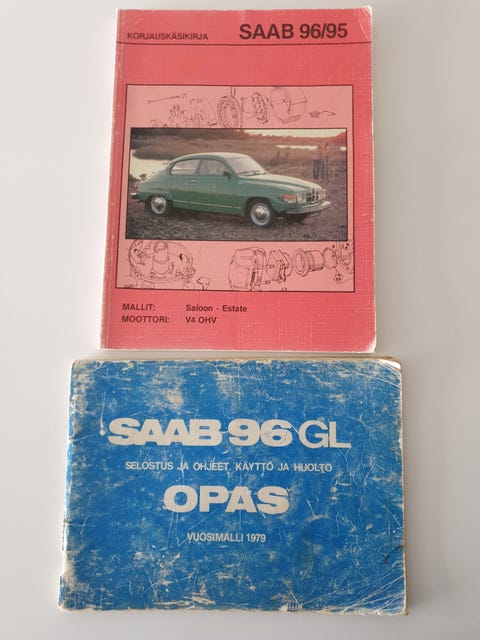 KORJAUSKÄSIKIRJA SAAB 96/95
MALLIT: Saloon - Estate
MOOTTORI: V4 OHV
SAAB 96 GL
SELOSTUS JA OHJEET, KÄYTTÖ JA HUOLTO
OPAS
VUOSIMALLI 1979